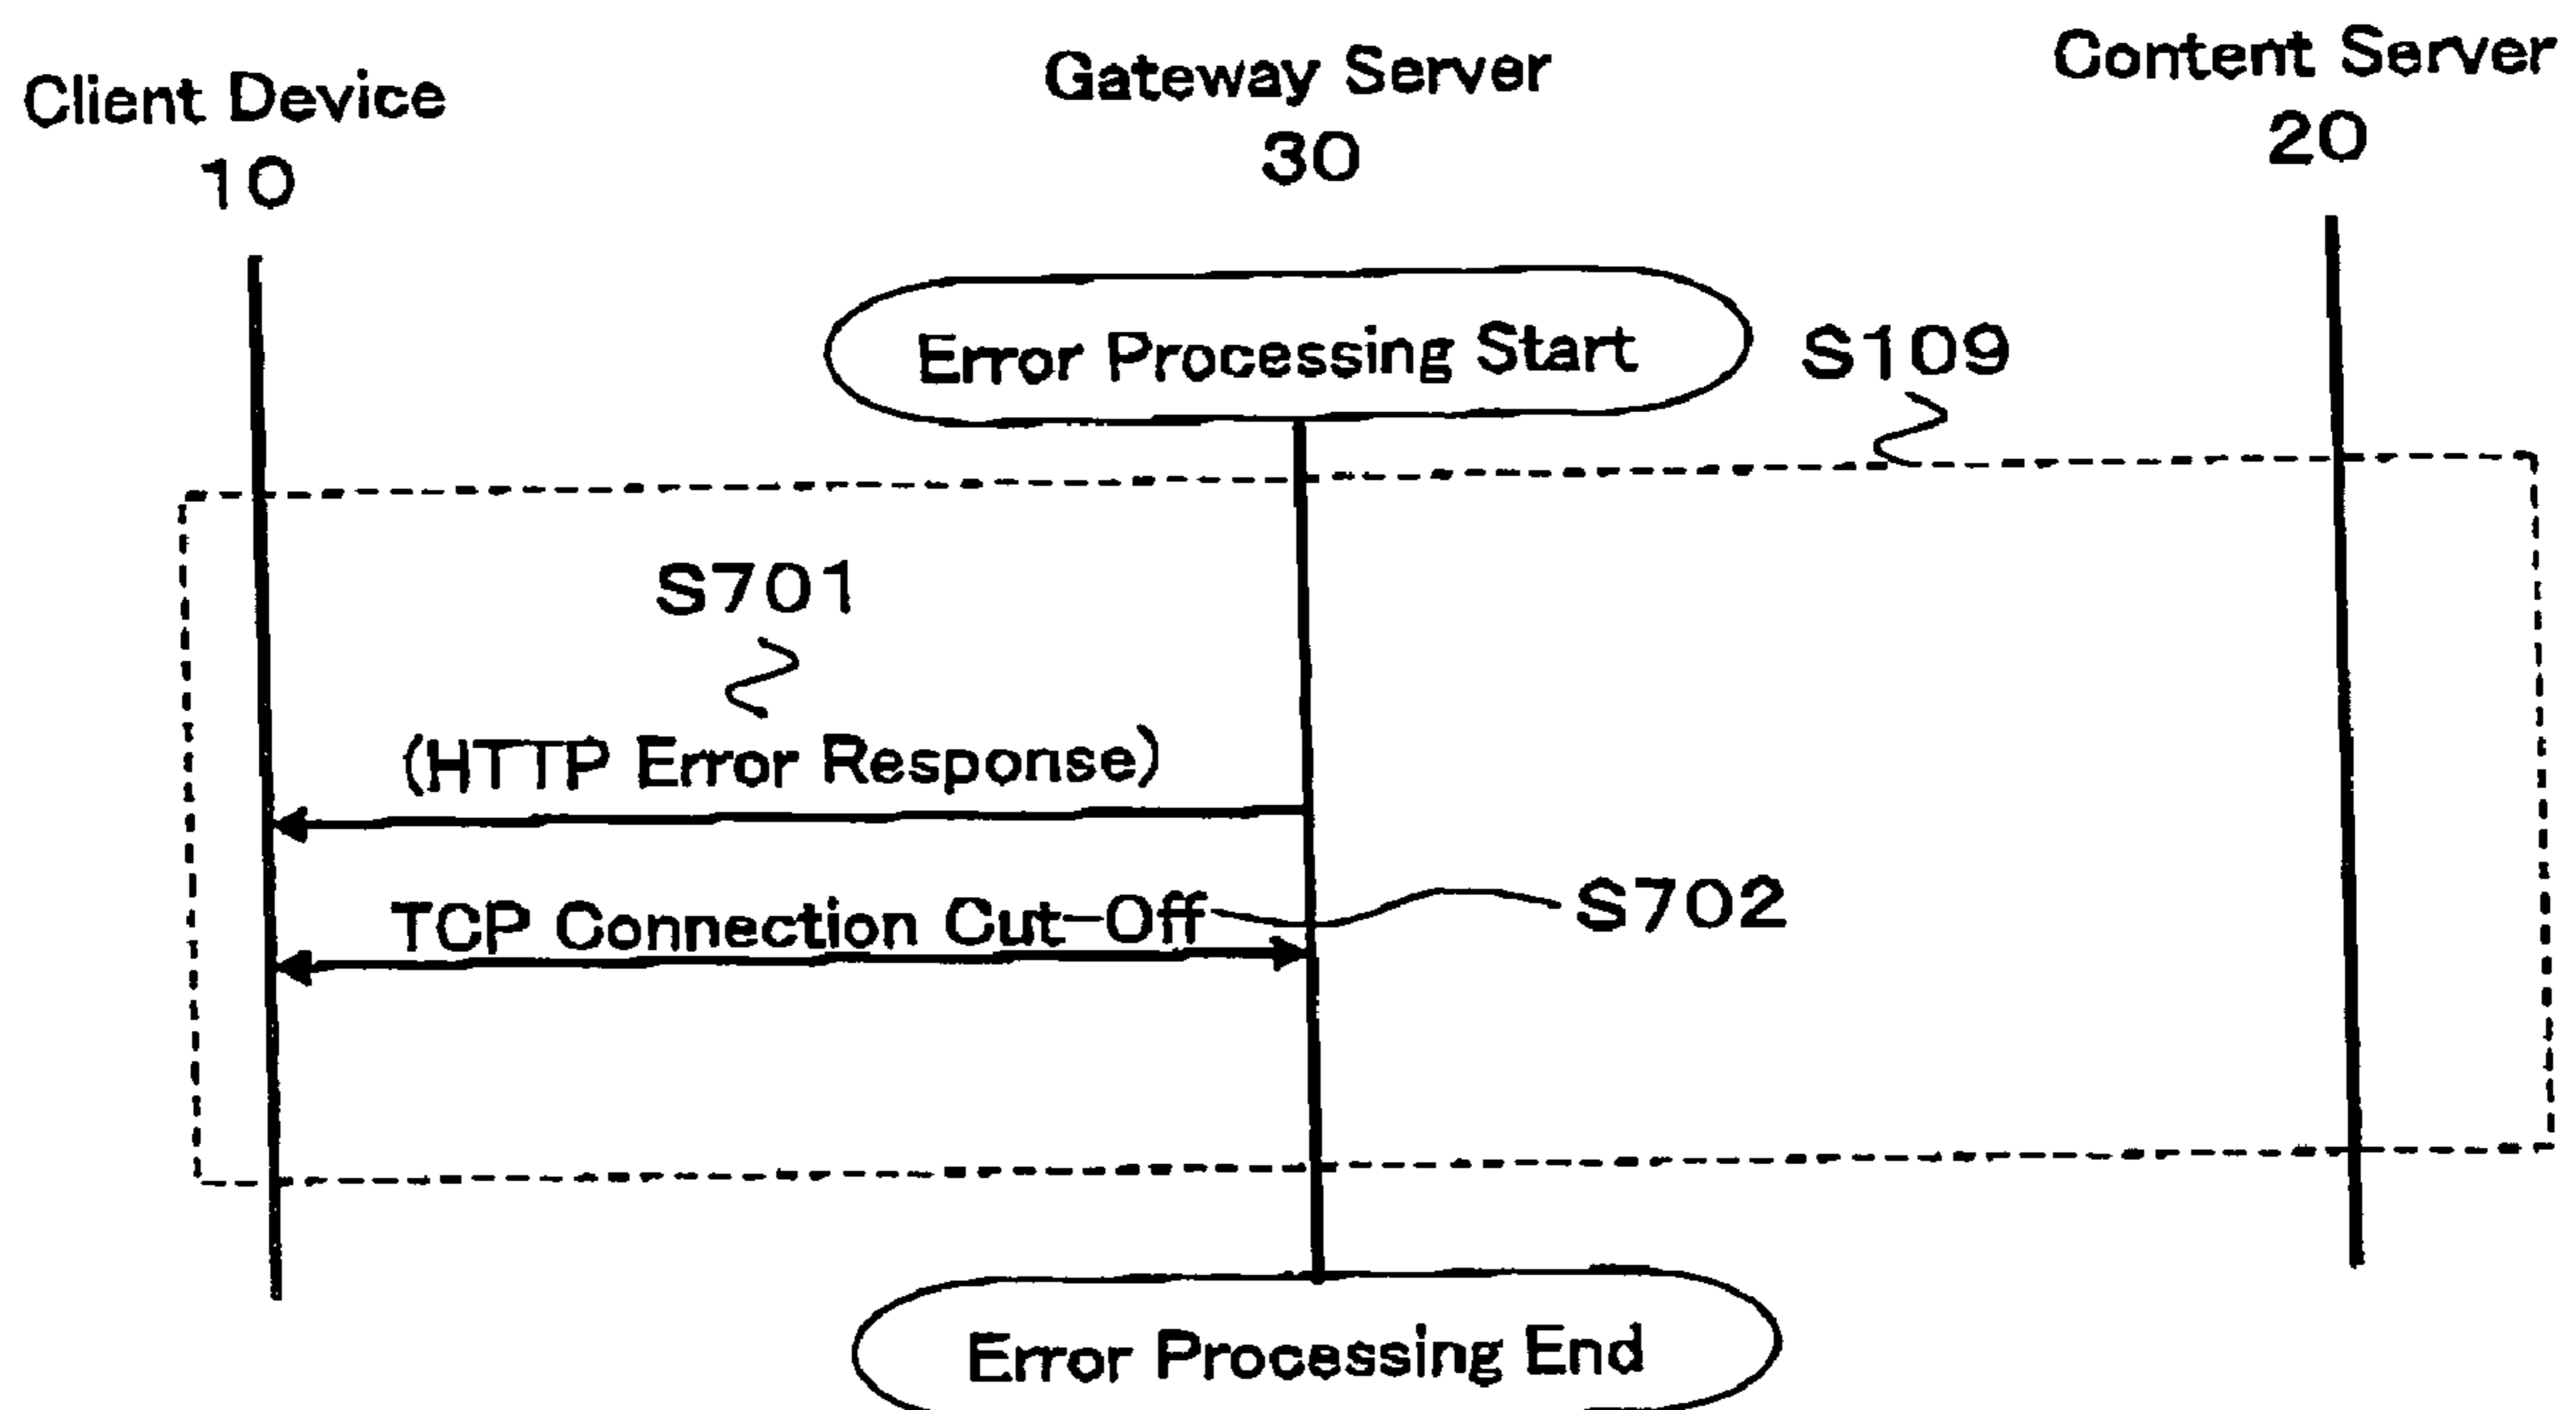 Client Device
10
Gateway Server
30
Content Server
20
Error Processing Start
S109
S701
(HTTP Error Response)
TCP Connection Cut-Off
S702
Error Processing End